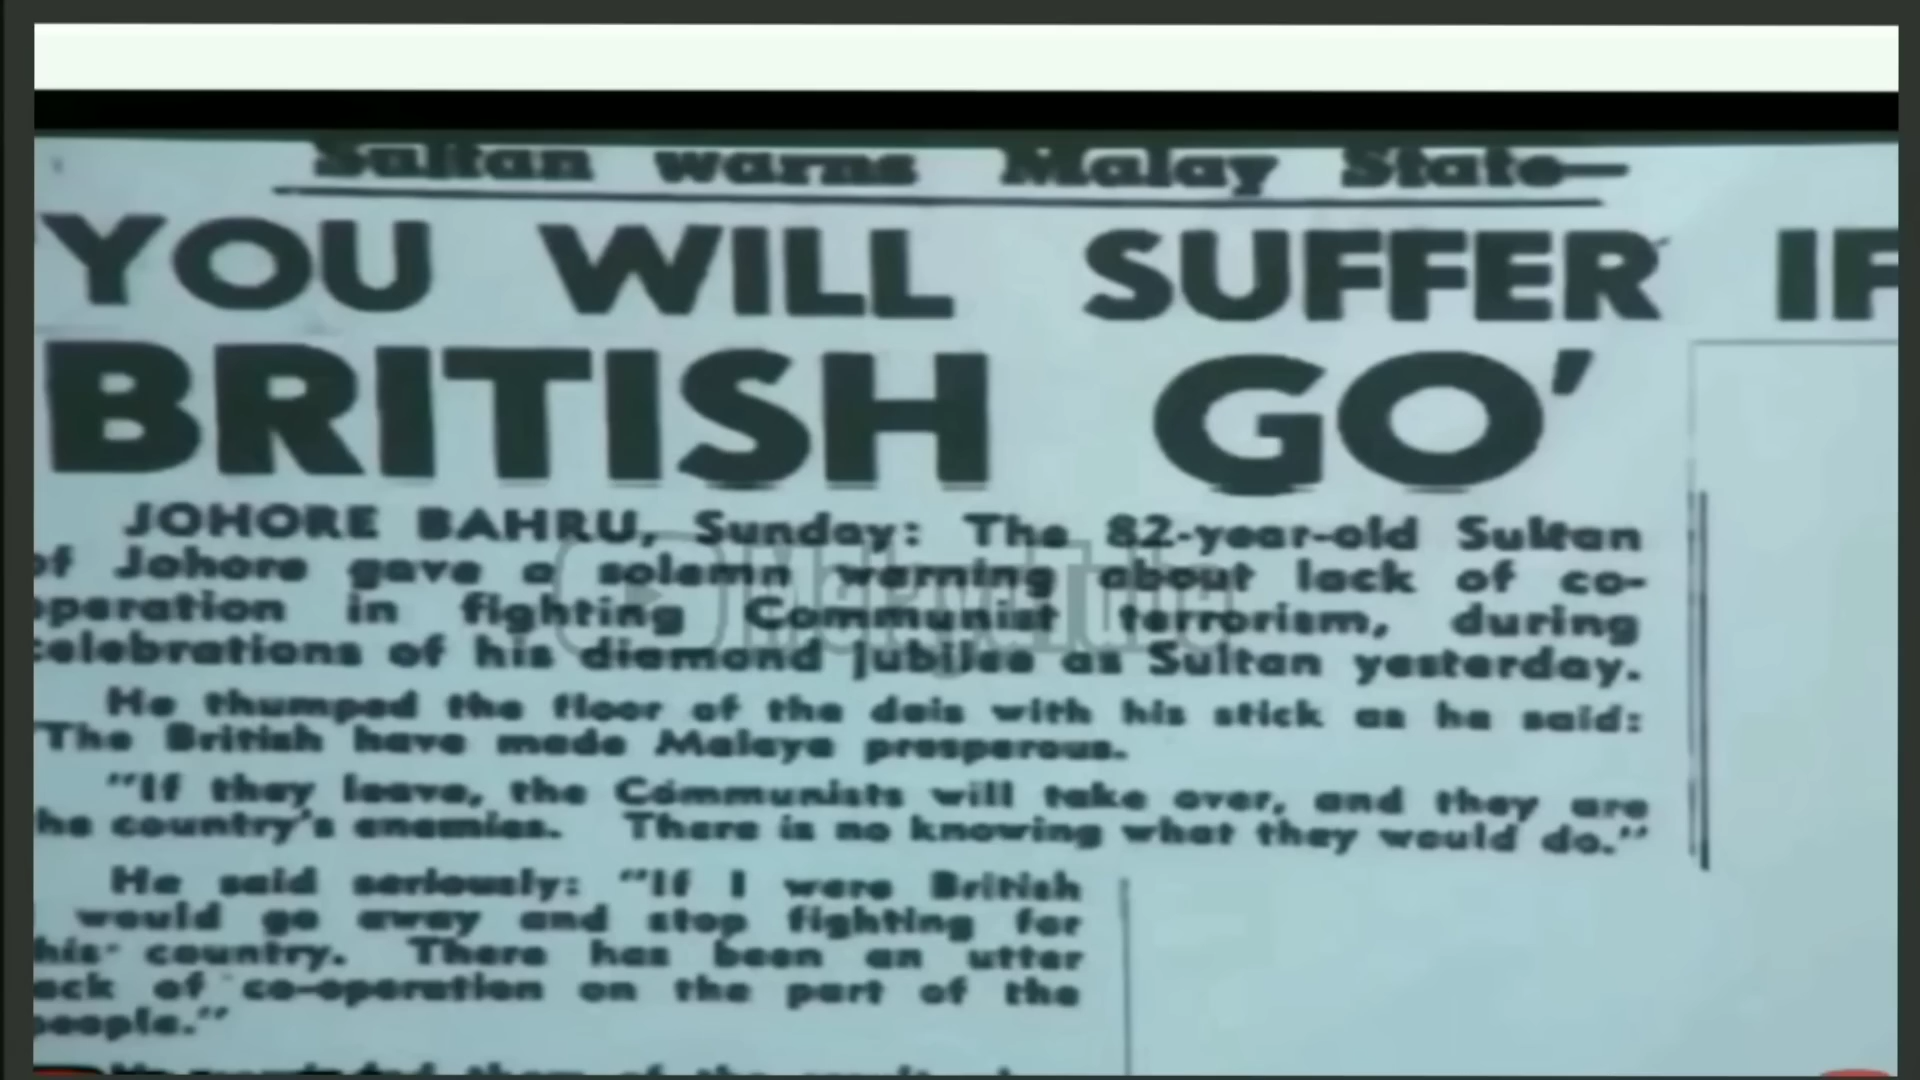 Sultan warns Malay State—
YOU WILL SUFFER IF
BRITISH GO'
JOHORE BAHRU, Sunday: The 82-year-old Sultan
of Johore gave a solemn warning about lack of co-
operation in fighting Communist terrorism, during
celebrations of his diamond jubilee as Sultan yesterday.
He thumped the floor of the dais with his stick as he said:
"The British have made Malaya prosperous.
"If they leave, the Communists will take over, and they are
he country's enemies. There is no knowing what they would do."
He said seriously: "If I were British
would go away and stop fighting for
his country. There has been an utter
ack of co-operation on the part of the
people."
them of the